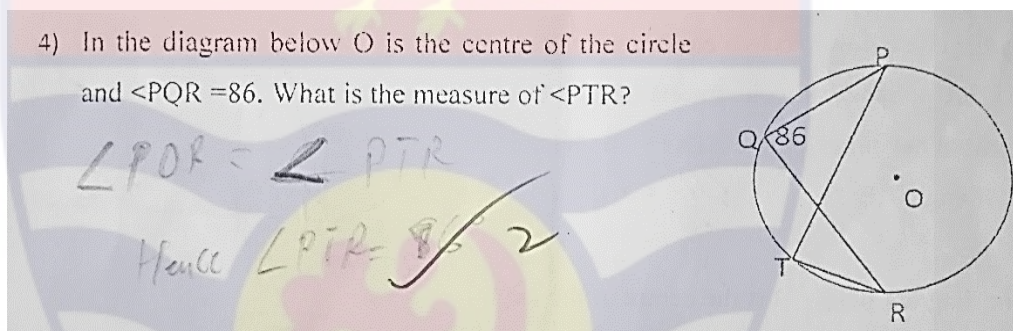 4) In the diagram below O is the centre of the circle
and <PQR =86. What is the measure of <PTR?
∠PQR = ∠ PTR
Hence ∠PTR= 86° 2
P
Q 86
O
T
R